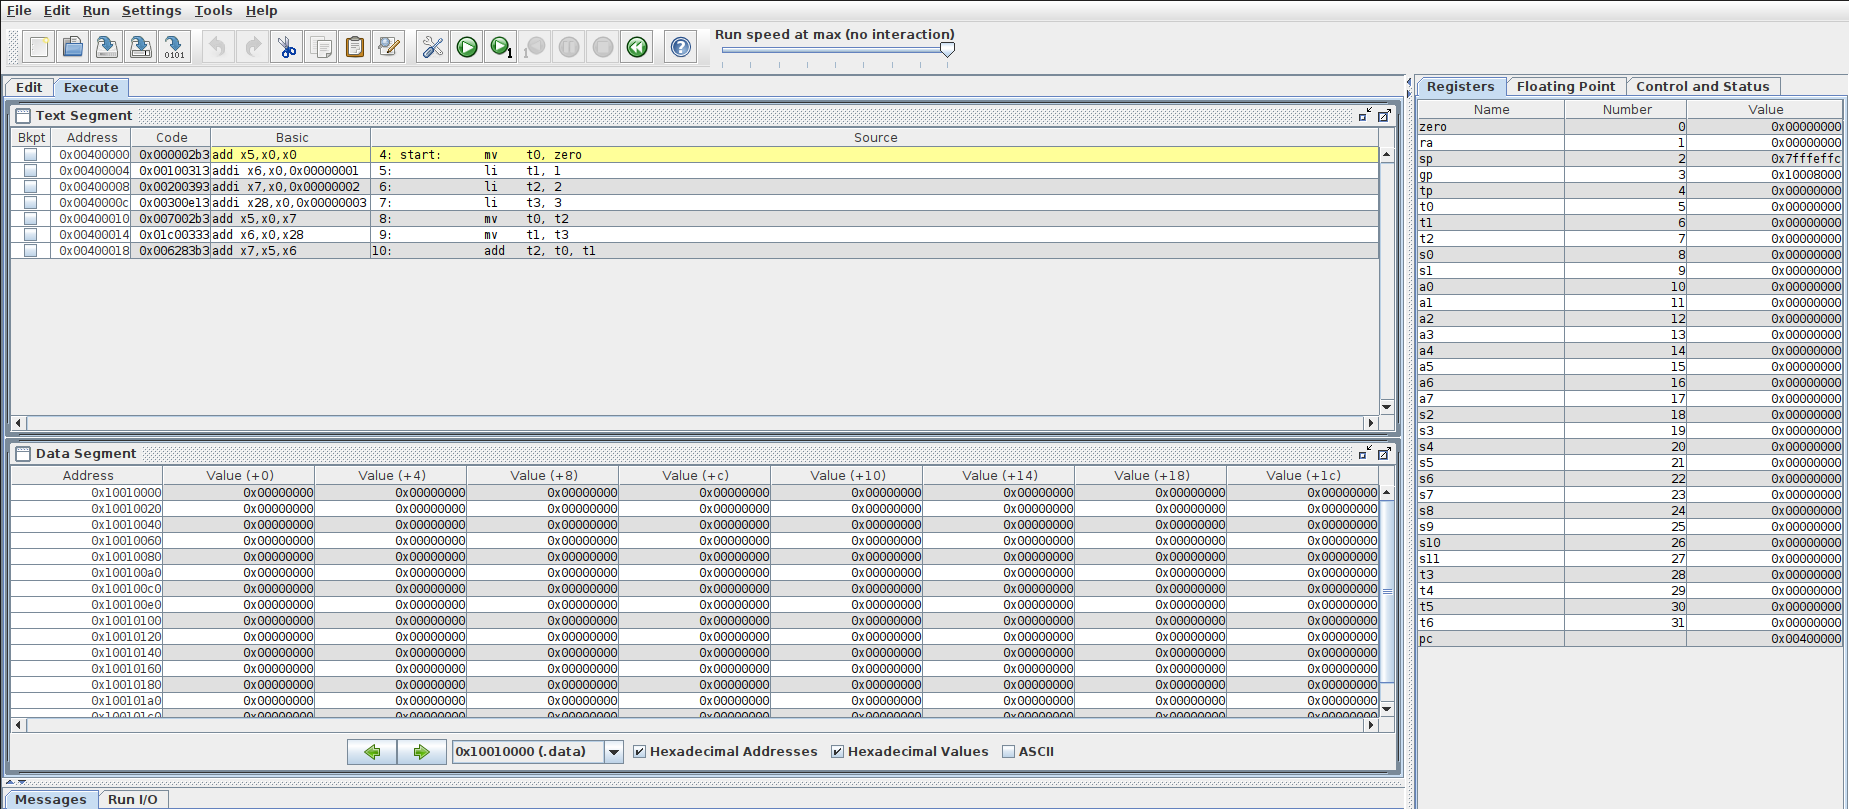 File Edit Run Settings Tools Help
Run speed at max (no interaction)
0101
1
1
Edit Execute
Text Segment
Bkpt Address Code Basic Source
0x00400000 0x000002b3 add x5,x0,x0 4: start: mv t0, zero
0x00400004 0x00100313 addi x6,x0,0x00000001 5: li t1, 1
0x00400008 0x00200393 addi x7,x0,0x00000002 6: li t2, 2
0x0040000c 0x00300e13 addi x28,x0,0x00000003 7: li t3, 3
0x00400010 0x007002b3 add x5,x0,x7 8: mv t0, t2
0x00400014 0x01c00333 add x6,x0,x28 9: mv t1, t3
0x00400018 0x006283b3 add x7,x5,x6 10: add t2, t0, t1
Data Segment
Address Value (+0) Value (+4) Value (+8) Value (+c) Value (+10) Value (+14) Value (+18) Value (+1c)
0x10010000 0x00000000 0x00000000 0x00000000 0x00000000 0x00000000 0x00000000 0x00000000 0x00000000
0x10010020 0x00000000 0x00000000 0x00000000 0x00000000 0x00000000 0x00000000 0x00000000 0x00000000
0x10010040 0x00000000 0x00000000 0x00000000 0x00000000 0x00000000 0x00000000 0x00000000 0x00000000
0x10010060 0x00000000 0x00000000 0x00000000 0x00000000 0x00000000 0x00000000 0x00000000 0x00000000
0x10010080 0x00000000 0x00000000 0x00000000 0x00000000 0x00000000 0x00000000 0x00000000 0x00000000
0x100100a0 0x00000000 0x00000000 0x00000000 0x00000000 0x00000000 0x00000000 0x00000000 0x00000000
0x100100c0 0x00000000 0x00000000 0x00000000 0x00000000 0x00000000 0x00000000 0x00000000 0x00000000
0x100100e0 0x00000000 0x00000000 0x00000000 0x00000000 0x00000000 0x00000000 0x00000000 0x00000000
0x10010100 0x00000000 0x00000000 0x00000000 0x00000000 0x00000000 0x00000000 0x00000000 0x00000000
0x10010120 0x00000000 0x00000000 0x00000000 0x00000000 0x00000000 0x00000000 0x00000000 0x00000000
0x10010140 0x00000000 0x00000000 0x00000000 0x00000000 0x00000000 0x00000000 0x00000000 0x00000000
0x10010160 0x00000000 0x00000000 0x00000000 0x00000000 0x00000000 0x00000000 0x00000000 0x00000000
0x10010180 0x00000000 0x00000000 0x00000000 0x00000000 0x00000000 0x00000000 0x00000000 0x00000000
0x100101a0 0x00000000 0x00000000 0x00000000 0x00000000 0x00000000 0x00000000 0x00000000 0x00000000
0x100101c0 0x00000000 0x00000000 0x00000000 0x00000000 0x00000000 0x00000000 0x00000000 0x00000000
0x10010000 (.data) Hexadecimal Addresses Hexadecimal Values ASCII
Messages Run I/O
Registers Floating Point Control and Status
Name Number Value
zero 0 0x00000000
ra 1 0x00000000
sp 2 0x7fffeffc
gp 3 0x10008000
tp 4 0x00000000
t0 5 0x00000000
t1 6 0x00000000
t2 7 0x00000000
s0 8 0x00000000
s1 9 0x00000000
a0 10 0x00000000
a1 11 0x00000000
a2 12 0x00000000
a3 13 0x00000000
a4 14 0x00000000
a5 15 0x00000000
a6 16 0x00000000
a7 17 0x00000000
s2 18 0x00000000
s3 19 0x00000000
s4 20 0x00000000
s5 21 0x00000000
s6 22 0x00000000
s7 23 0x00000000
s8 24 0x00000000
s9 25 0x00000000
s10 26 0x00000000
s11 27 0x00000000
t3 28 0x00000000
t4 29 0x00000000
t5 30 0x00000000
t6 31 0x00000000
pc 0x00400000